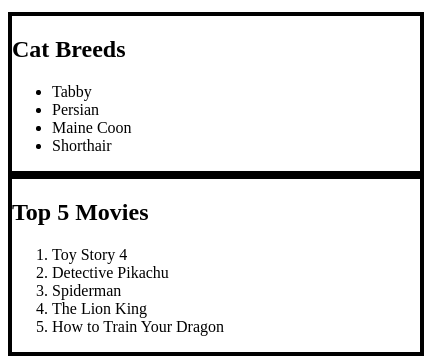 Cat Breeds
• Tabby
• Persian
• Maine Coon
• Shorthair
Top 5 Movies
1. Toy Story 4
2. Detective Pikachu
3. Spiderman
4. The Lion King
5. How to Train Your Dragon